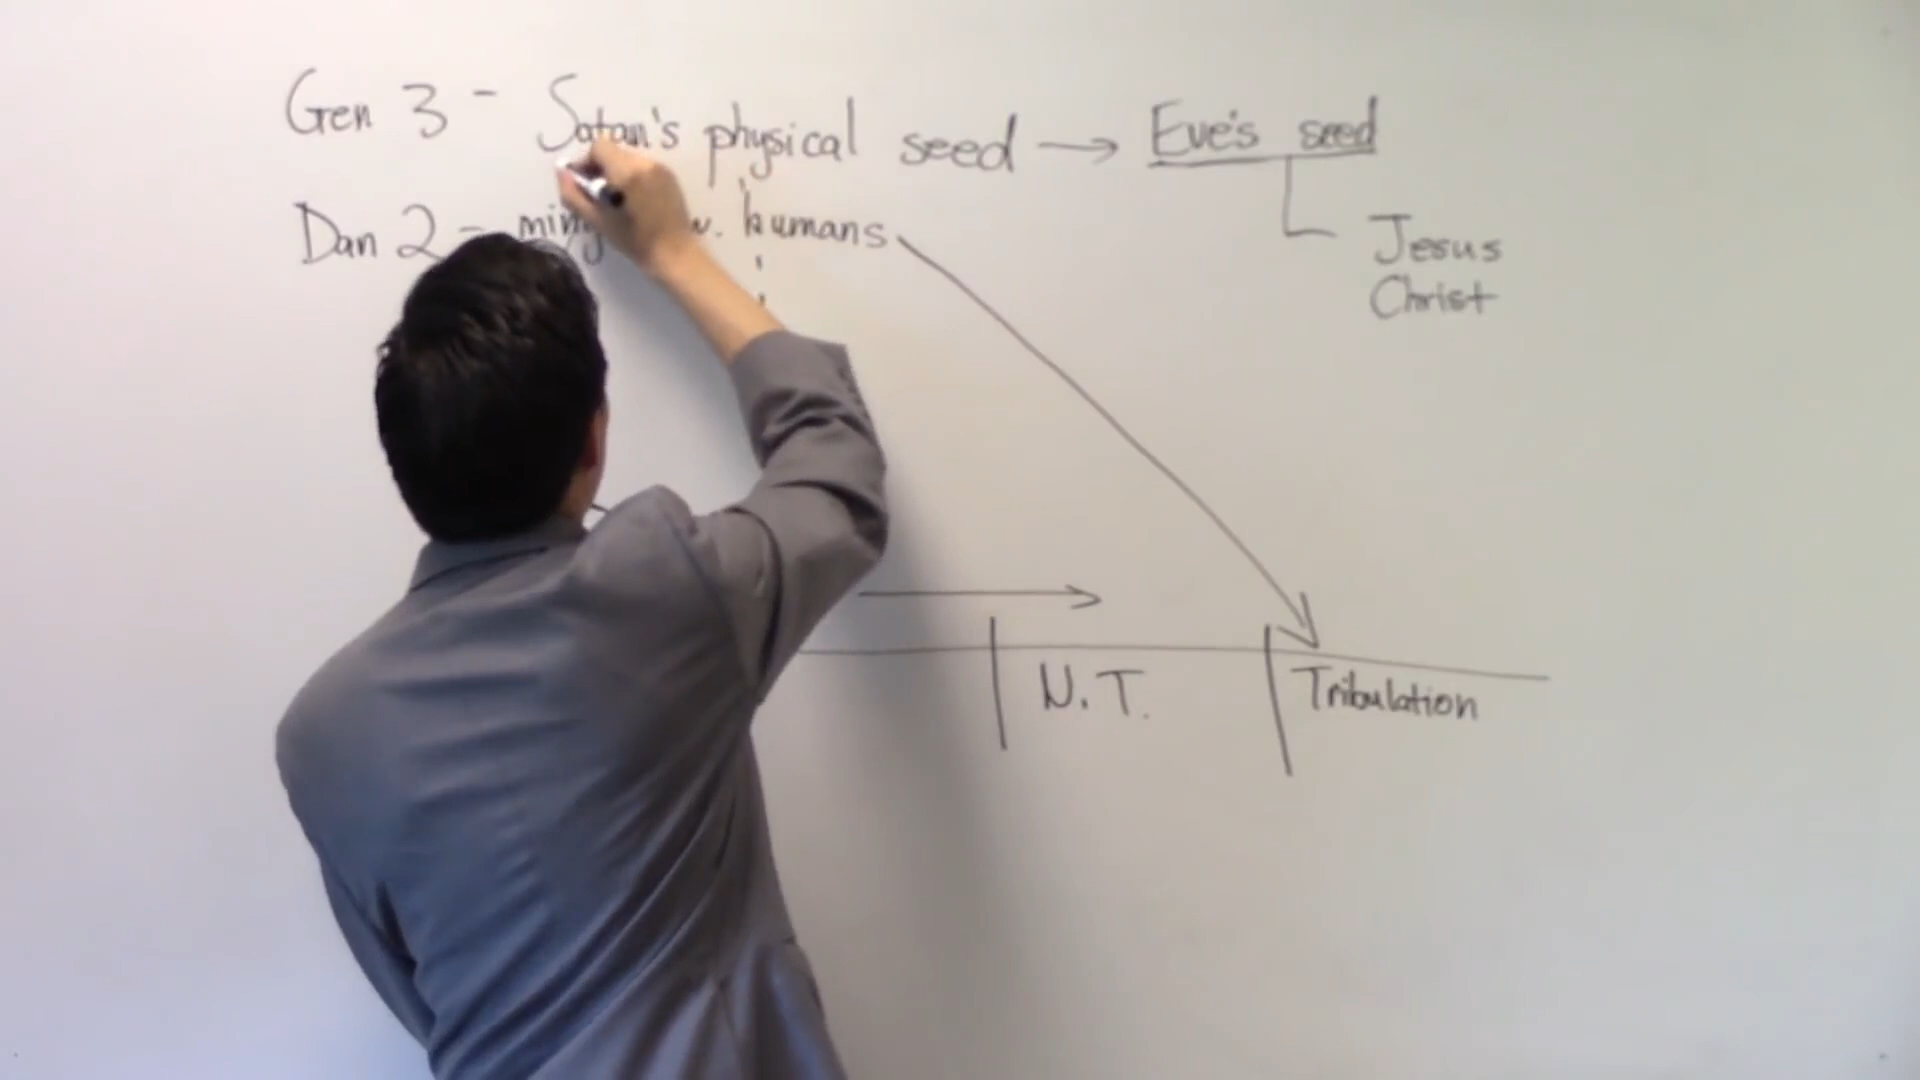 Gen 3 - Satan's physical seed → Eve's seed
Dan 2 - w. humans
Jesus
Christ
N.T.
Tribulation